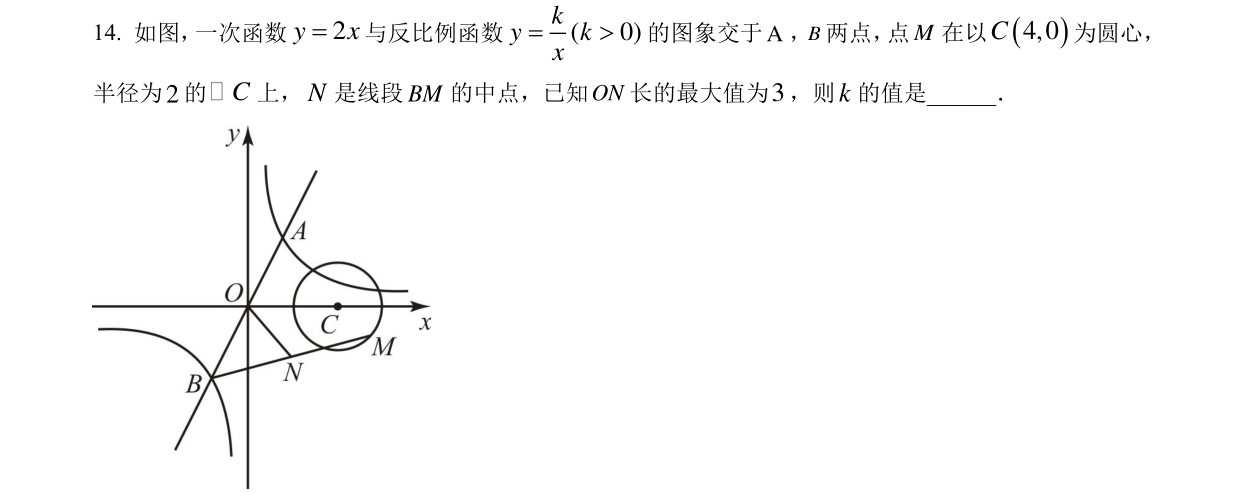 14. 如图，一次函数 y = 2x 与反比例函数 y = k/x (k > 0) 的图象交于 A，B 两点，点 M 在以 C(4,0) 为圆心，
半径为 2 的□ C 上， N 是线段 BM 的中点，已知 ON 长的最大值为 3，则 k 的值是______.
y
A
O
C
x
M
N
B